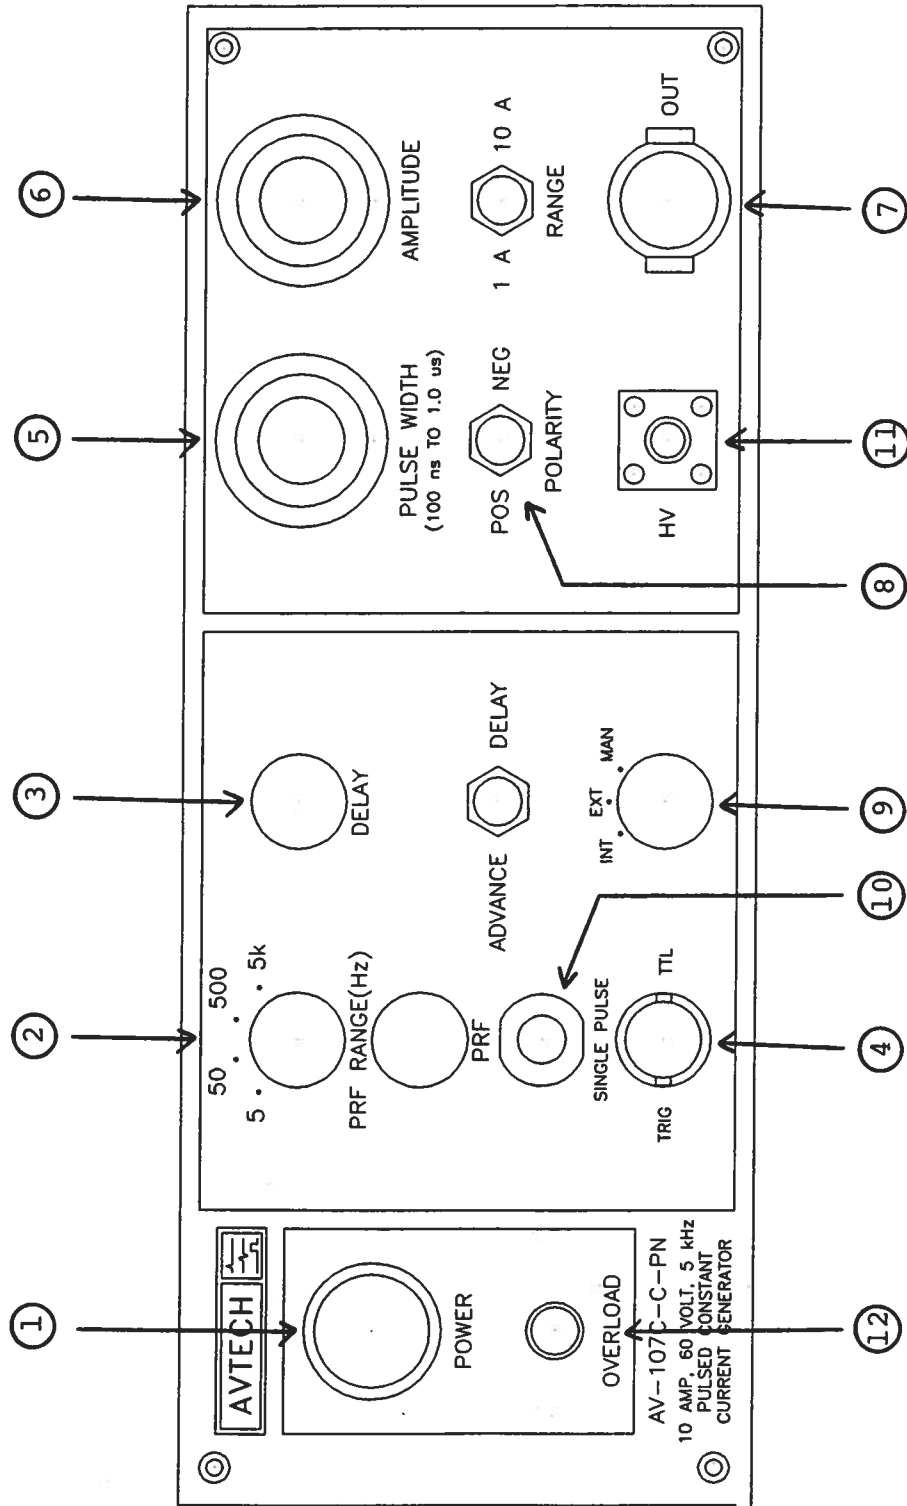 1
2
3
5
6
AVTECH
POWER
OVERLOAD
AV-107C-C-PN
10 AMP, 60 VOLT, 5 kHz
PULSED CONSTANT
CURRENT GENERATOR
5
50
500
5k
PRF RANGE(Hz)
PRF
SINGLE PULSE
TRIG
TTL
DELAY
ADVANCE
DELAY
INT
EXT
MAN
PULSE WIDTH
(100 ns TO 1.0 us)
POS
NEG
POLARITY
HV
AMPLITUDE
1 A
10 A
RANGE
OUT
12
4
10
9
8
11
7